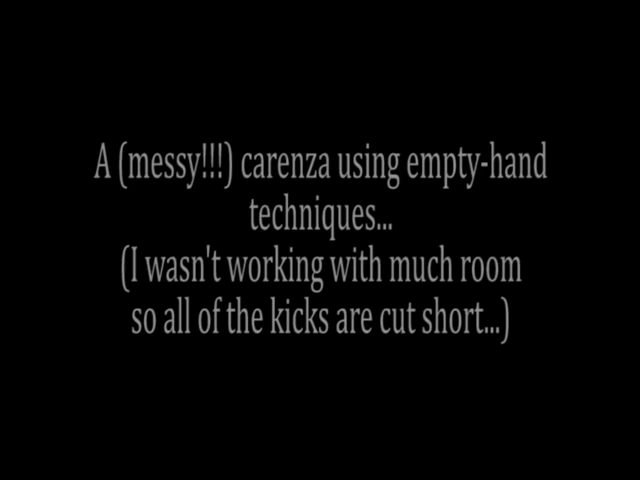 A (messy!!!) carenza using empty-hand
techniques...
(I wasn't working with much room
so all of the kicks are cut short...)